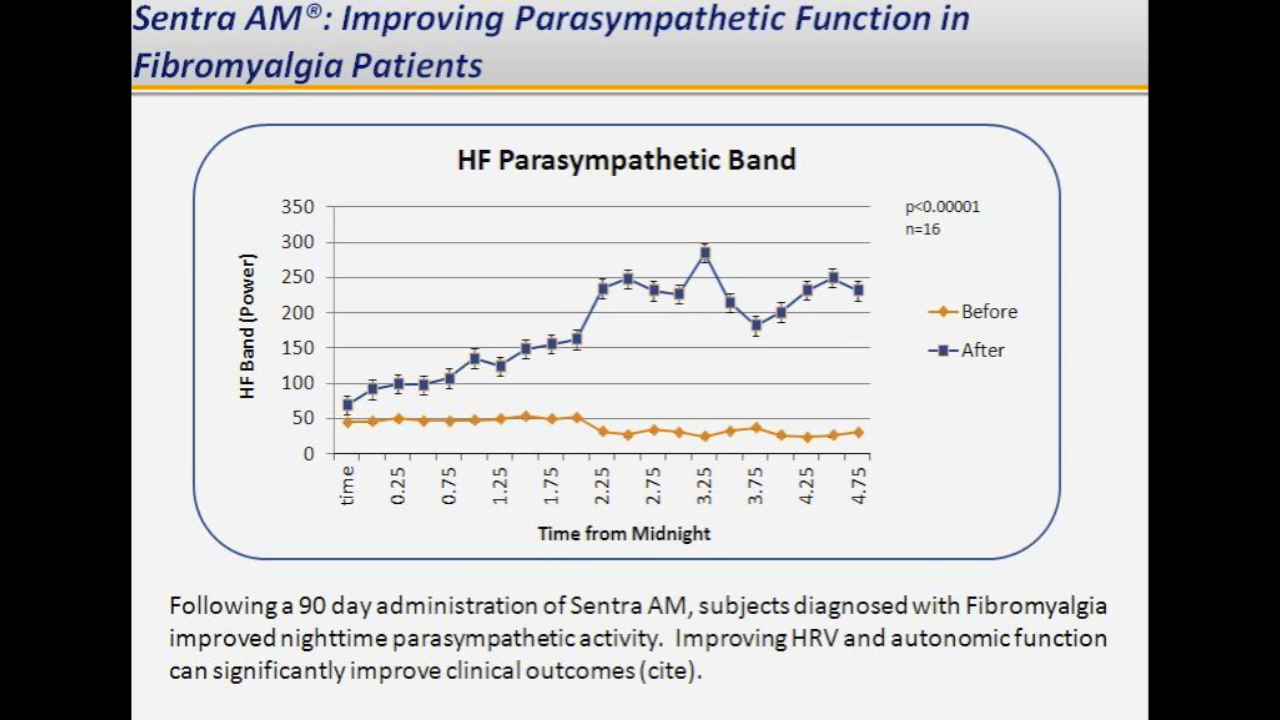 Sentra AM®: Improving Parasympathetic Function in
Fibromyalgia Patients
HF Parasympathetic Band
350
300
250
200
150
100
50
0
HF Band (Power)
time
0.25
0.75
1.25
1.75
2.25
2.75
3.25
3.75
4.25
4.75
Time from Midnight
p<0.00001
n=16
Before
After
Following a 90 day administration of Sentra AM, subjects diagnosed with Fibromyalgia
improved nighttime parasympathetic activity. Improving HRV and autonomic function
can significantly improve clinical outcomes (cite).